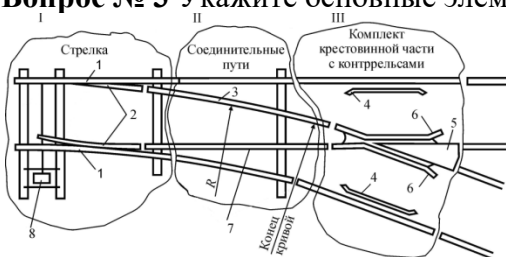 Вопрос № 3 Укажите основные элем
I II III
Стрелка
Соединительные
пути
Комплект
крестовинной части
с контррельсами
1
3
4
2
6
5
1
R
4
6
8
7
Конец
кривой